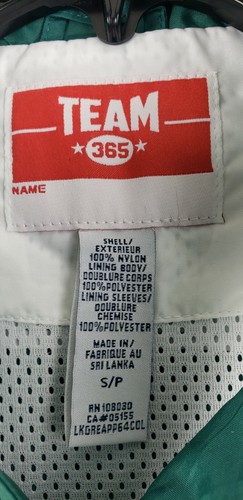 TEAM
365
NAME
SHELL/
EXTERIEUR
100% NYLON
LINING BODY/
DOUBLURE CORPS
100%POLYESTER
LINING SLEEVES/
DOUBLURE
CHEMISE
100%POLYESTER
MADE IN/
FABRIQUE AU
SRI LANKA
S/P
RN108030
CA#05155
LKGREAPP64COL